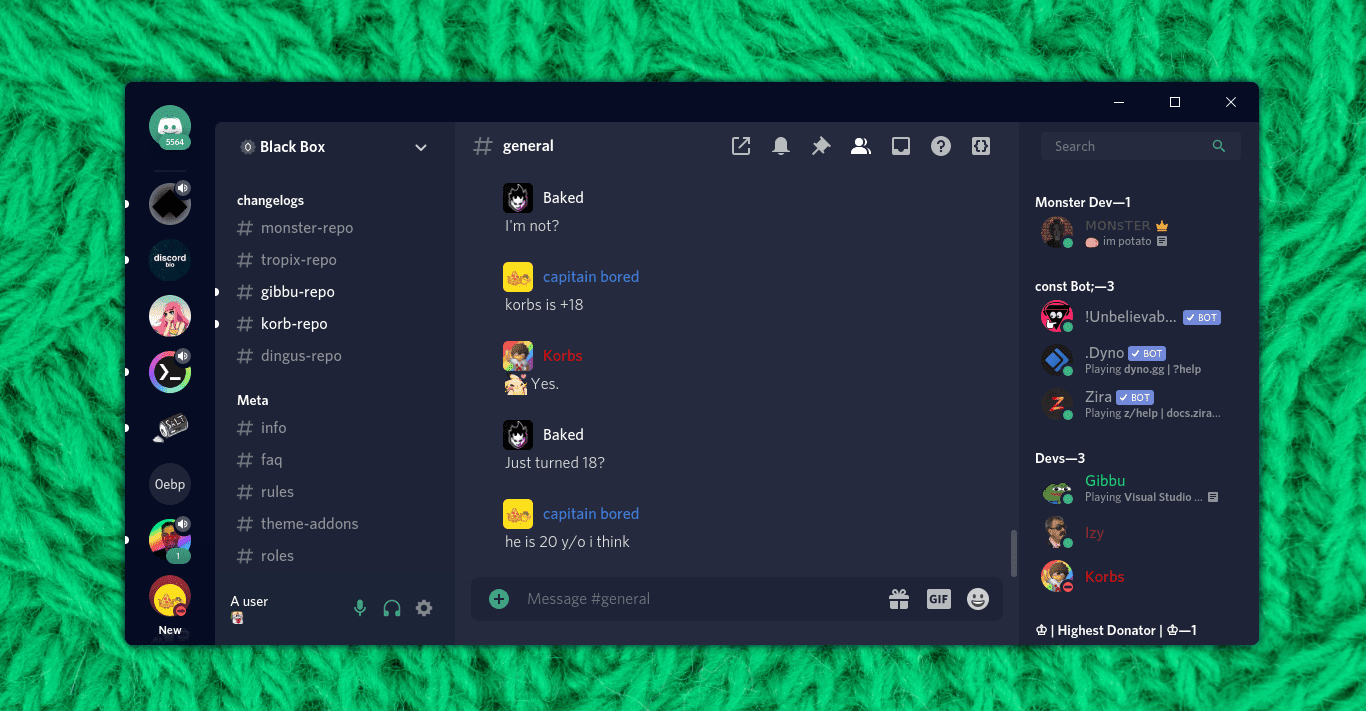 5564
discord
bio
SALT
0ebp
1
New
Black Box
changelogs
# monster-repo
# tropix-repo
# gibbu-repo
# korb-repo
# dingus-repo
Meta
# info
# faq
# rules
# theme-addons
# roles
A user
# general
Baked
I'm not?
capitain bored
korbs is +18
Korbs
Yes.
Baked
Just turned 18?
capitain bored
he is 20 y/o i think
Message #general
GIF
Search
Monster Dev—1
MONSTER
im potato
const Bot;—3
!Unbelievab... ✓ BOT
.Dyno ✓ BOT
Playing dyno.gg | ?help
Zira ✓ BOT
Playing z/help | docs.zira...
Devs—3
Gibbu
Playing Visual Studio ...
Izy
Korbs
♔ | Highest Donator | ♔—1